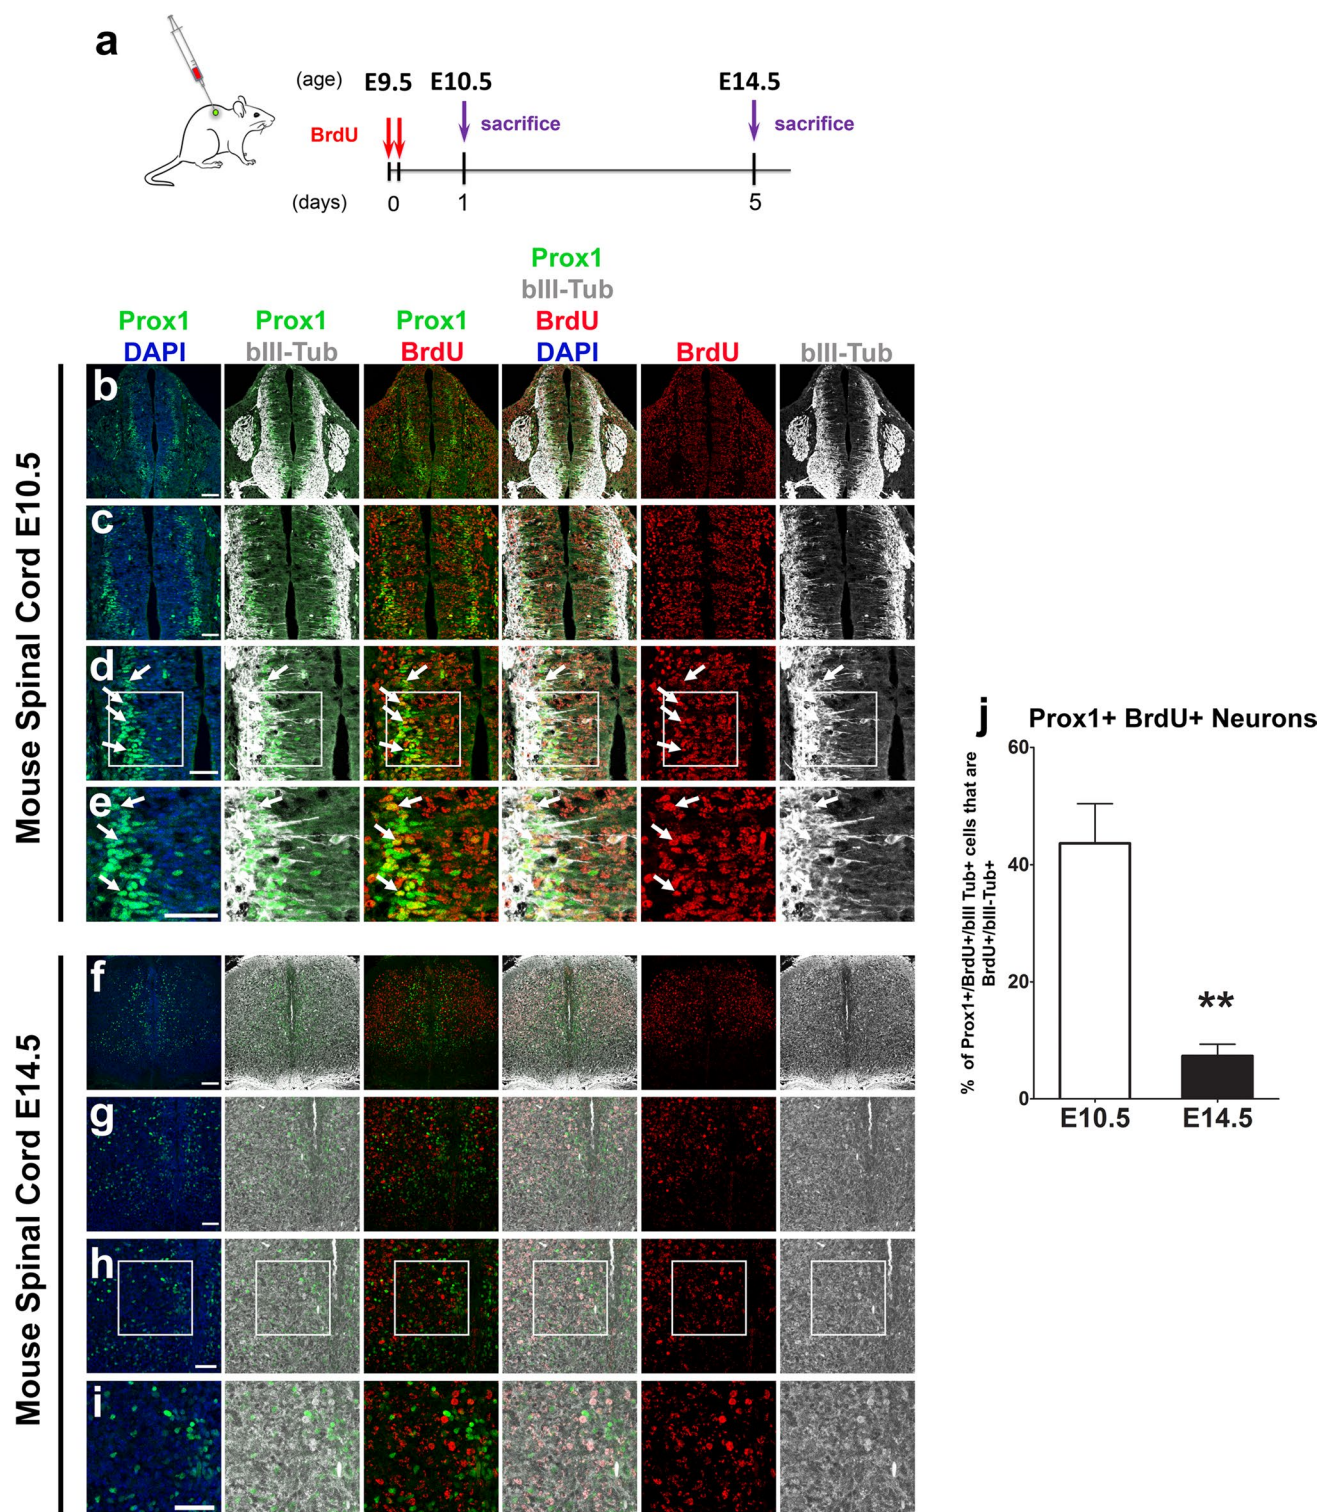 a
(age) E9.5 E10.5 E14.5
BrdU sacrifice sacrifice
(days) 0 1 5
Prox1
bIII-Tub
Prox1 Prox1 Prox1 BrdU
DAPI bIII-Tub BrdU DAPI BrdU bIII-Tub
Mouse Spinal Cord E10.5
b
c
d
e
Mouse Spinal Cord E14.5
f
g
h
i
j Prox1+ BrdU+ Neurons
% of Prox1+/BrdU+/bIII Tub+ cells that are
BrdU+/bIII-Tub+
60
40
20
0
**
E10.5 E14.5